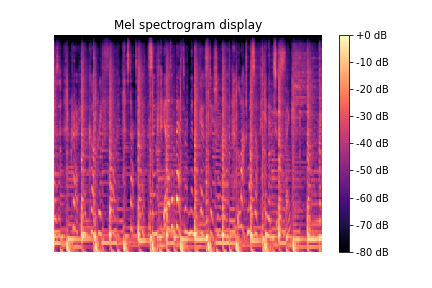 Mel spectrogram display
+0 dB
-10 dB
-20 dB
-30 dB
-40 dB
-50 dB
-60 dB
-70 dB
-80 dB